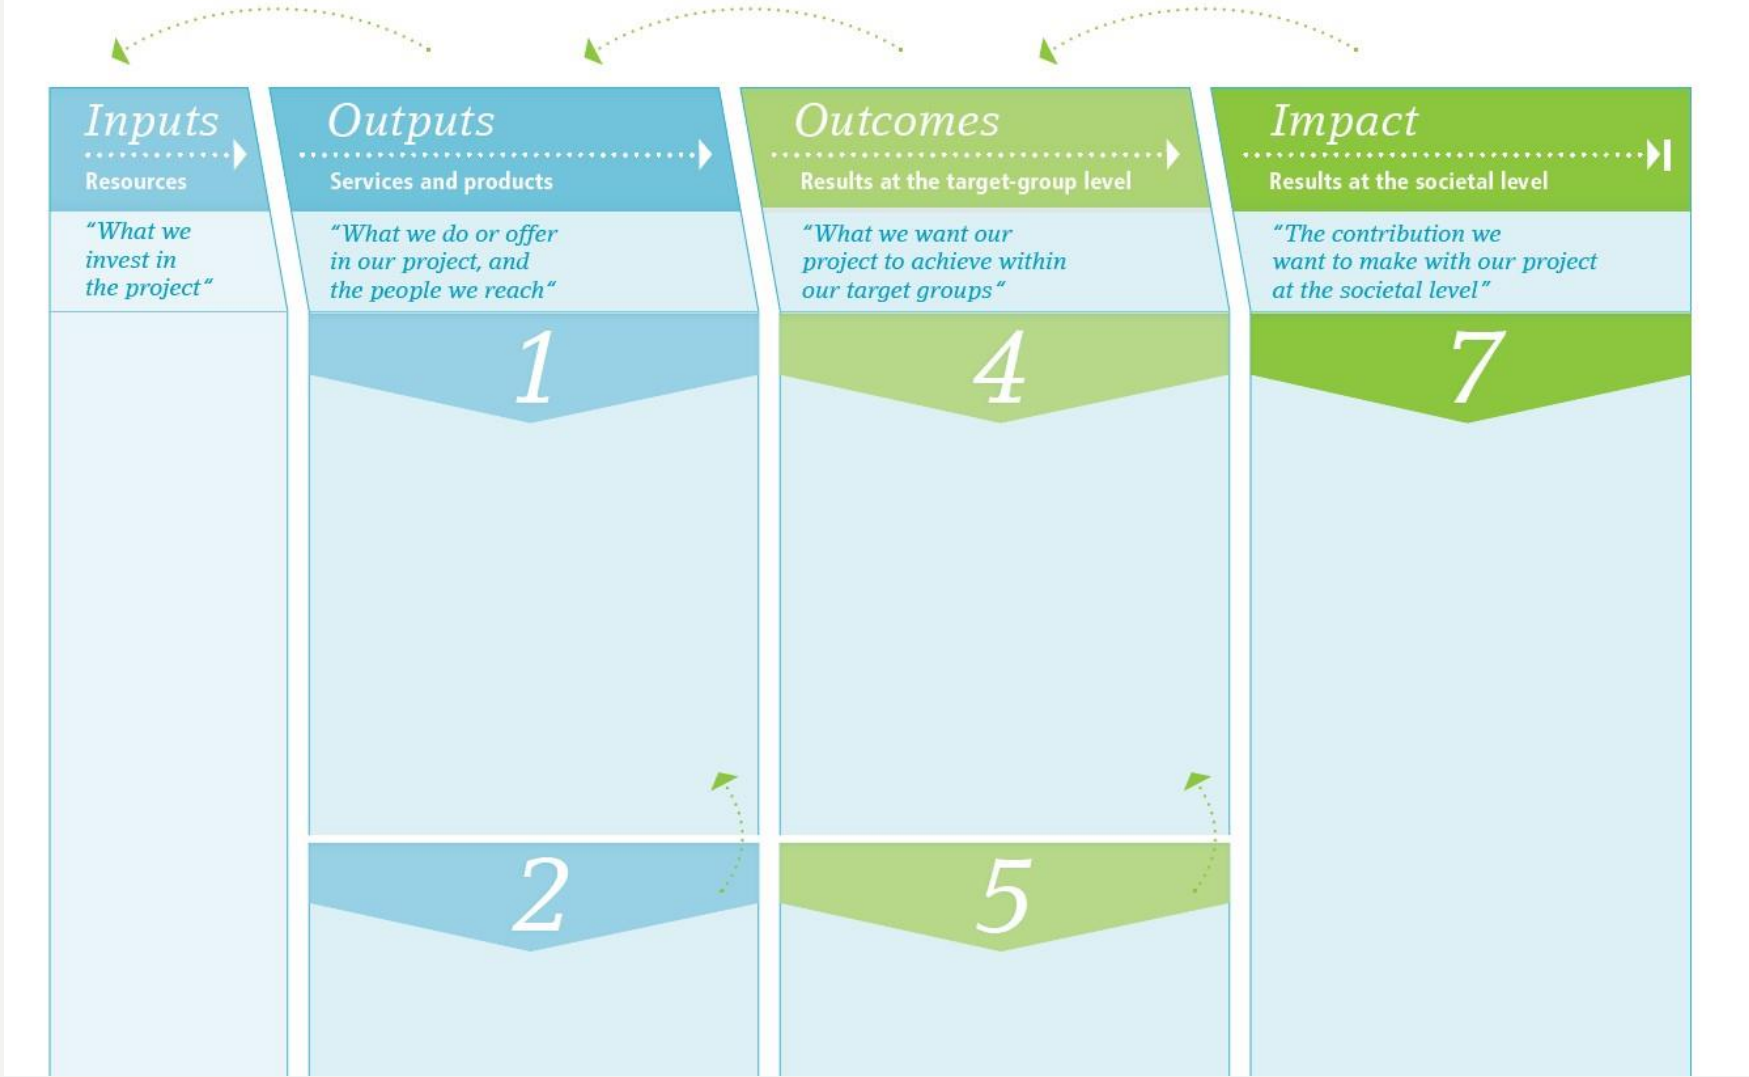 Inputs
Resources
“What we
invest in
the project“
Outputs
Services and products
“What we do or offer
in our project, and
the people we reach“
1
2
Outcomes
Results at the target-group level
“What we want our
project to achieve within
our target groups“
4
5
Impact
Results at the societal level
“The contribution we
want to make with our project
at the societal level”
7